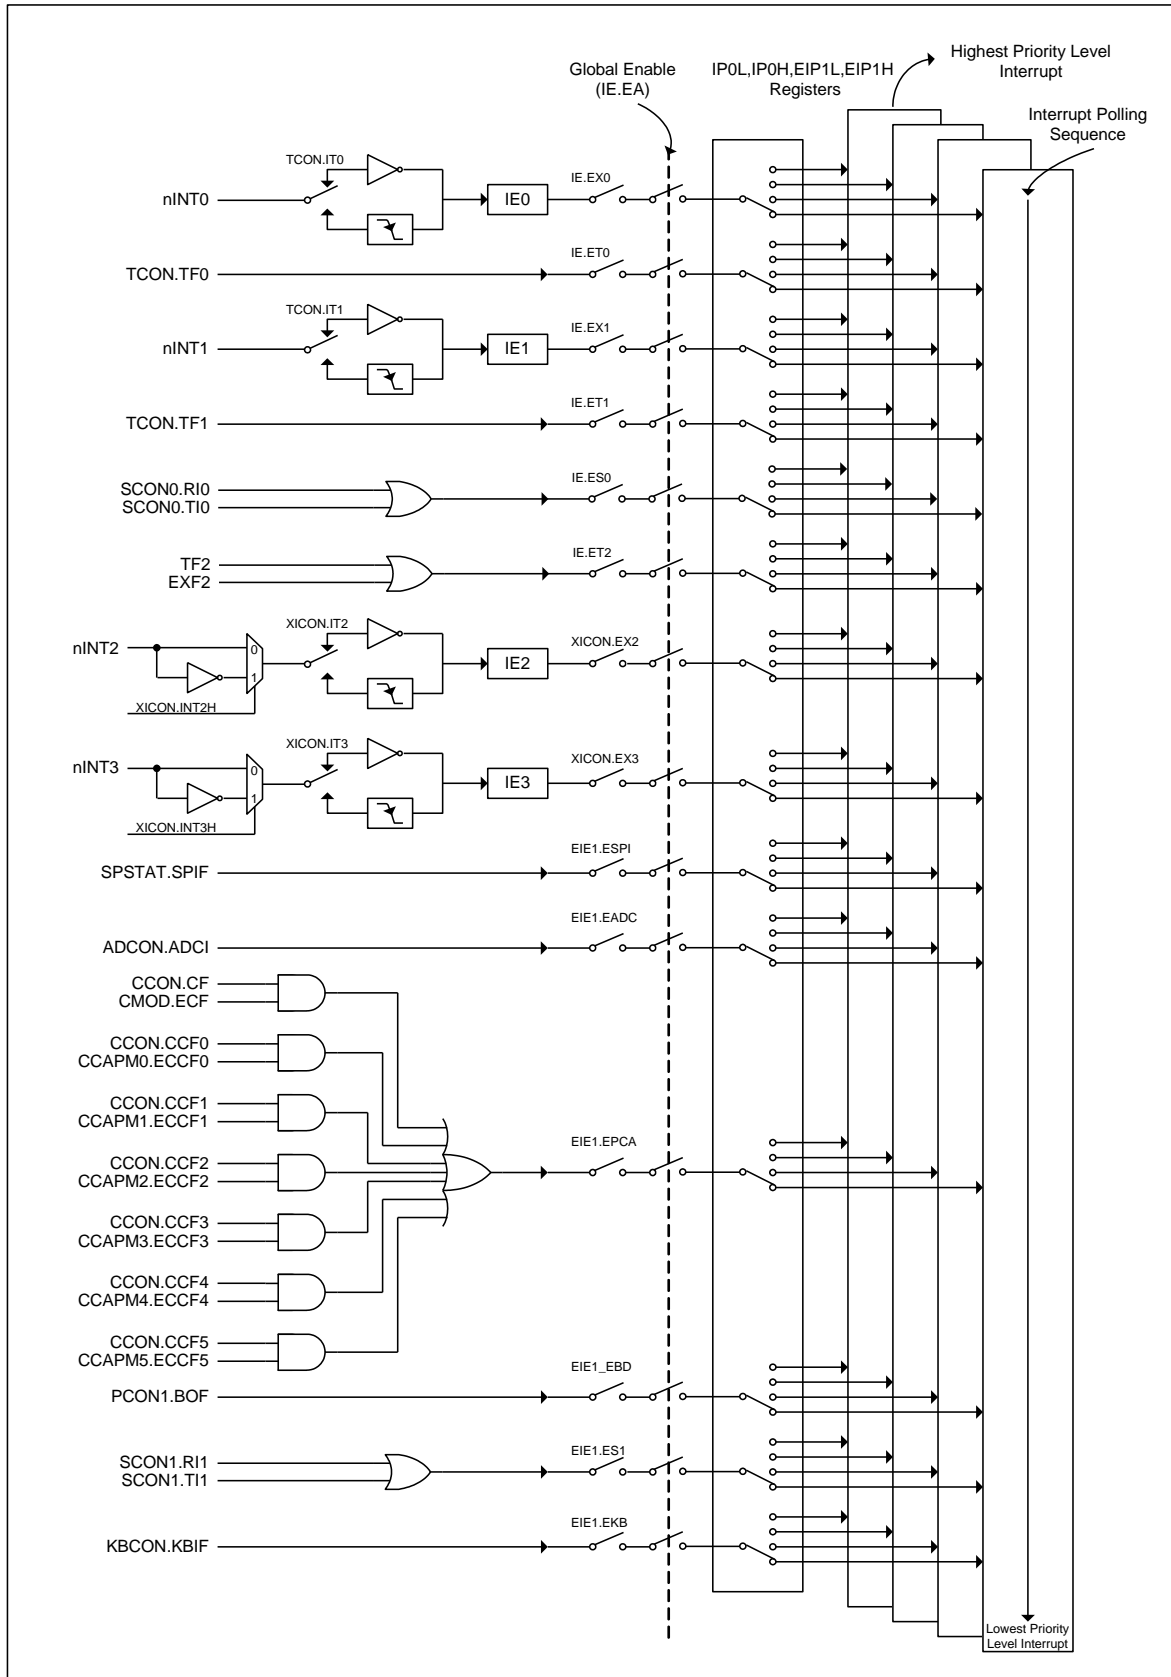 Highest Priority Level
Interrupt
Global Enable
(IE.EA)
IP0L,IP0H,EIP1L,EIP1H
Registers
Interrupt Polling
Sequence
TCON.IT0
nINT0
IE0
IE.EX0
TCON.TF0
IE.ET0
TCON.IT1
nINT1
IE1
IE.EX1
TCON.TF1
IE.ET1
SCON0.RI0
SCON0.TI0
IE.ES0
TF2
EXF2
IE.ET2
nINT2
0
1
XICON.INT2H
XICON.IT2
IE2
XICON.EX2
nINT3
0
1
XICON.INT3H
XICON.IT3
IE3
XICON.EX3
SPSTAT.SPIF
EIE1.ESPI
ADCON.ADCI
EIE1.EADC
CCON.CF
CMOD.ECF
CCON.CCF0
CCAPM0.ECCF0
CCON.CCF1
CCAPM1.ECCF1
CCON.CCF2
CCAPM2.ECCF2
EIE1.EPCA
CCON.CCF3
CCAPM3.ECCF3
CCON.CCF4
CCAPM4.ECCF4
CCON.CCF5
CCAPM5.ECCF5
PCON1.BOF
EIE1_EBD
SCON1.RI1
SCON1.TI1
EIE1.ES1
KBCON.KBIF
EIE1.EKB
Lowest Priority
Level Interrupt